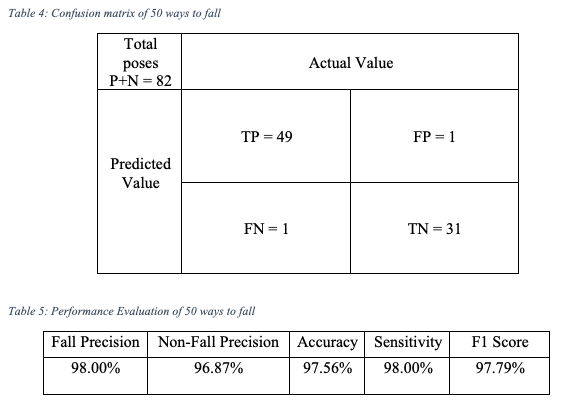 Table 4: Confusion matrix of 50 ways to fall
Total
poses
P+N = 82
Actual Value
Predicted
Value
TP = 49
FP = 1
FN = 1
TN = 31
Table 5: Performance Evaluation of 50 ways to fall
Fall Precision Non-Fall Precision Accuracy Sensitivity F1 Score
98.00% 96.87% 97.56% 98.00% 97.79%